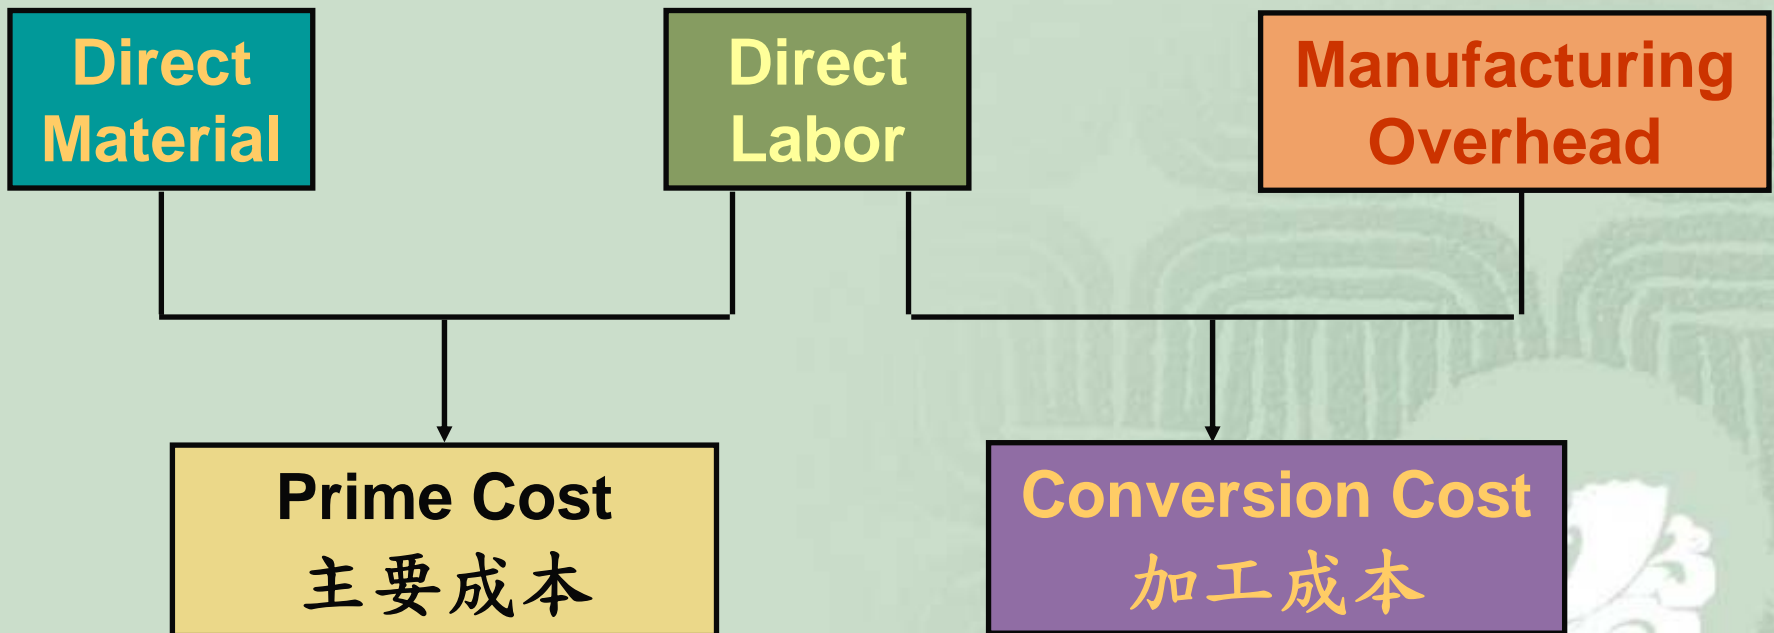 Direct
Material
Direct
Labor
Manufacturing
Overhead
Prime Cost
主要成本
Conversion Cost
加工成本